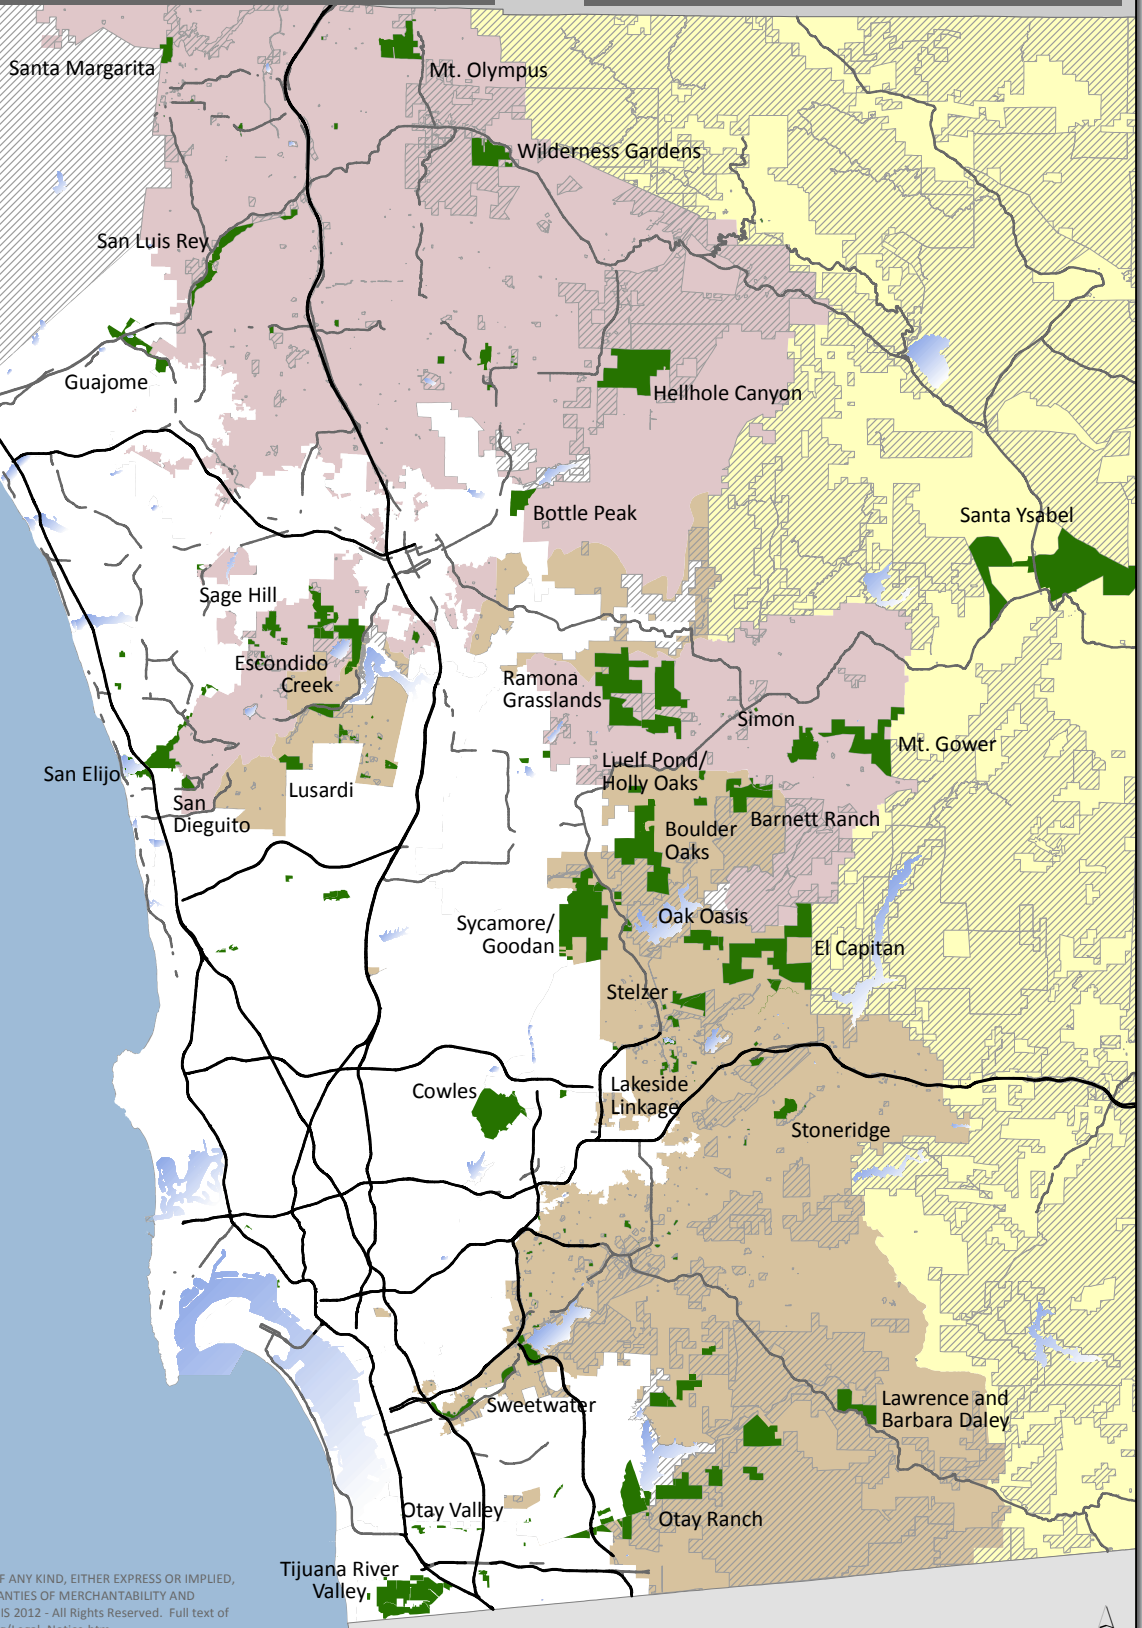 Santa Margarita
Mt. Olympus
Wilderness Gardens
San Luis Rey
Guajome
Hellhole Canyon
Bottle Peak
Santa Ysabel
Sage Hill
Escondido
Creek
Ramona
Grasslands
Simon
Mt. Gower
San Elijo
Luelf Pond/
Holly Oaks
Lusardi
San
Dieguito
Barnett Ranch
Boulder
Oaks
Oak Oasis
Sycamore/
Goodan
El Capitan
Stelzer
Cowles
Lakeside
Linkage
Stoneridge
Sweetwater
Lawrence and
Barbara Daley
Otay Valley
Otay Ranch
Tijuana River
Valley
F ANY KIND, EITHER EXPRESS OR IMPLIED,
ANTIES OF MERCHANTABILITY AND
IS 2012 - All Rights Reserved. Full text of